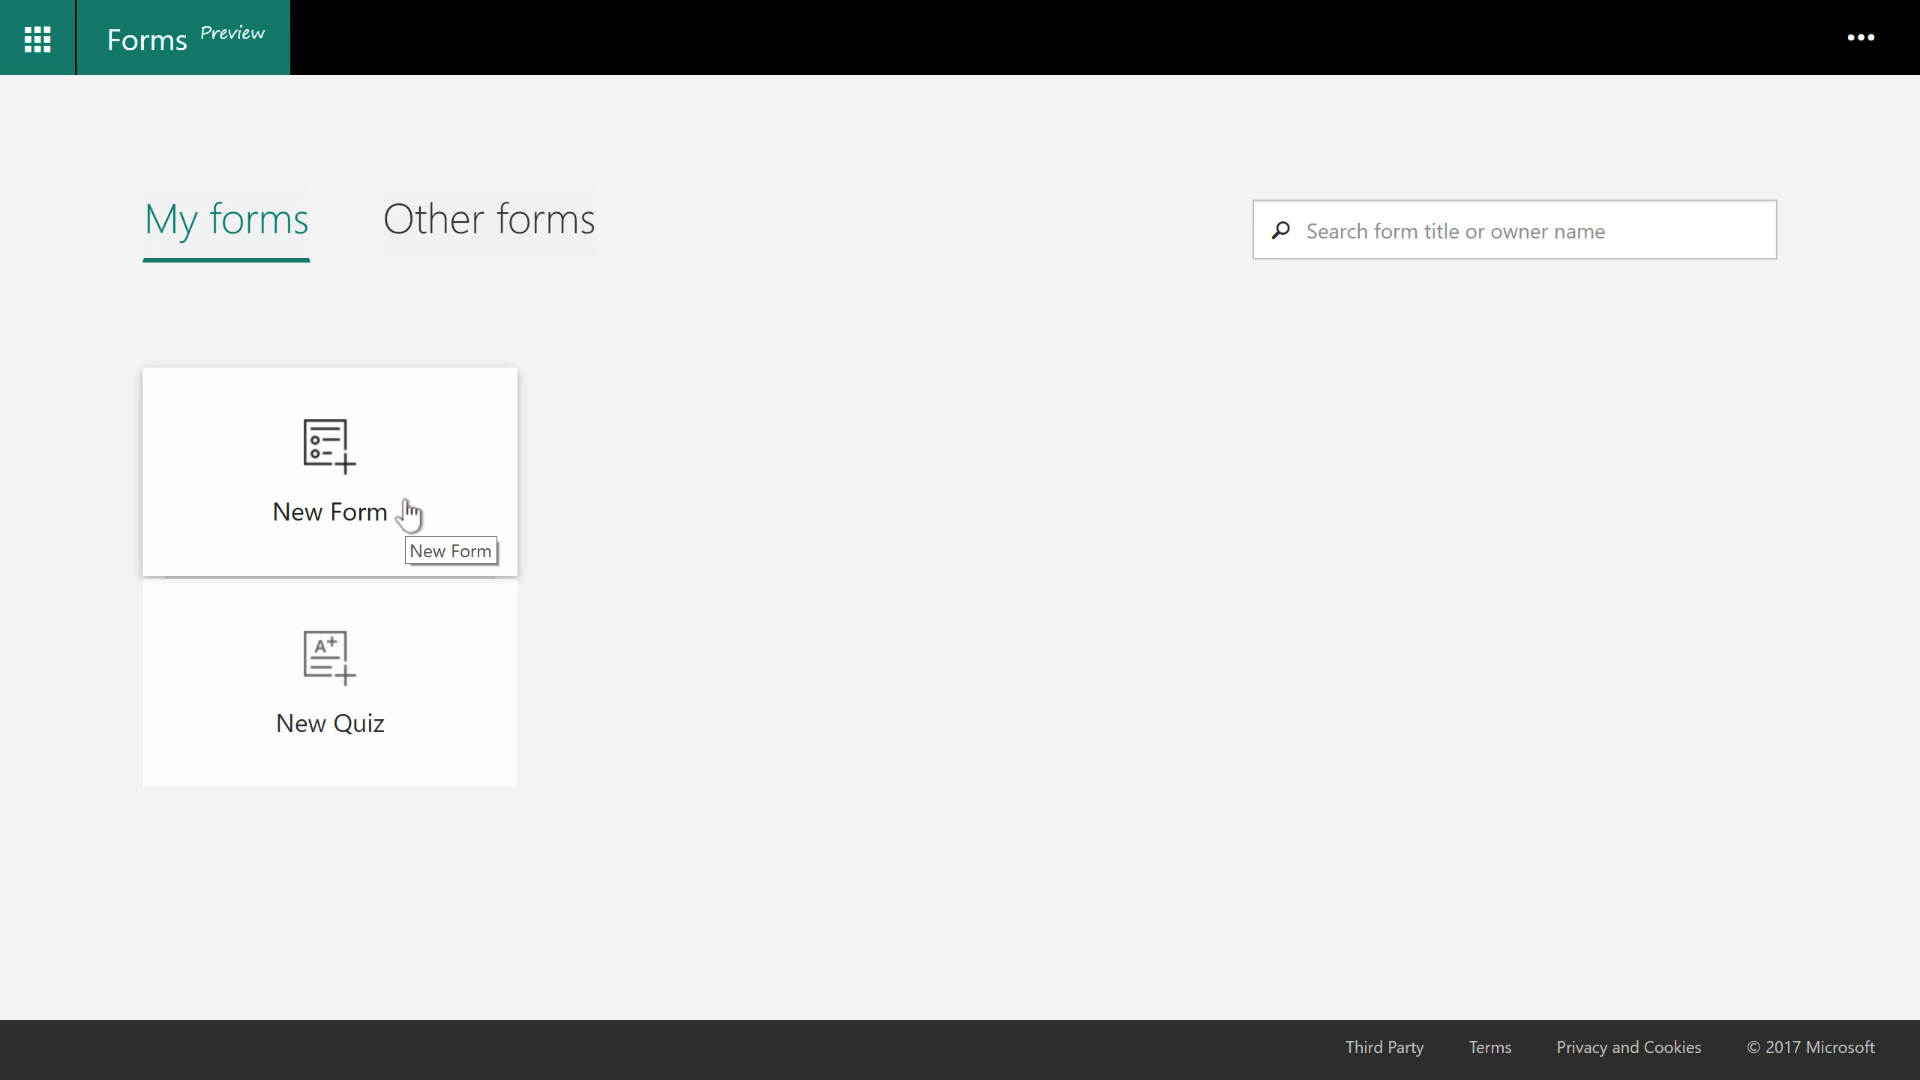 Forms Preview
My forms
Other forms
Search form title or owner name
New Form
New Form
A+
New Quiz
Third Party
Terms
Privacy and Cookies
© 2017 Microsoft